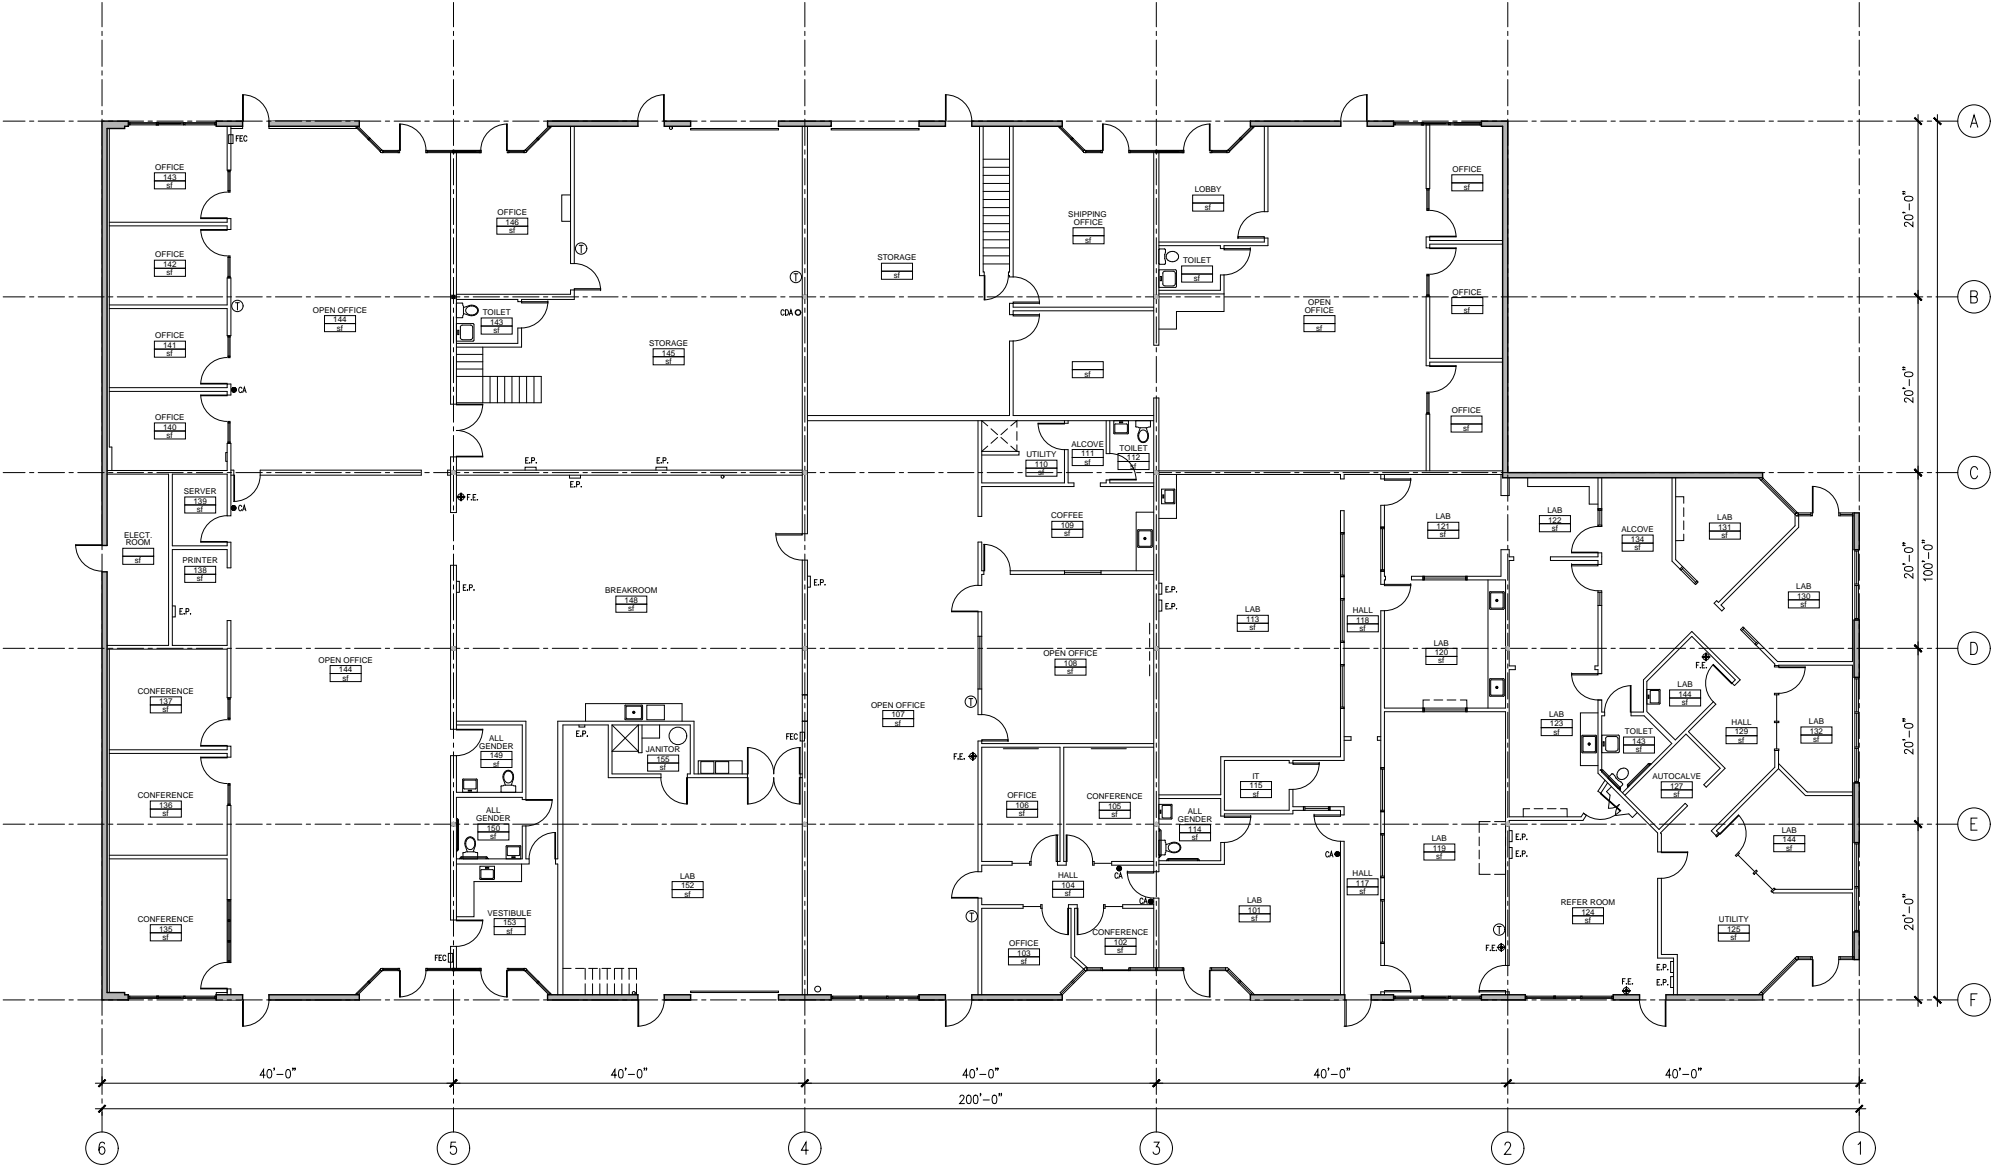 A
FEC
OFFICE
143
sf
OFFICE
146
sf
SHIPPING
OFFICE
sf
LOBBY
sf
OFFICE
sf
20'-0"
OFFICE
142
sf
T
T
STORAGE
sf
TOILET
sf
T
OPEN OFFICE
144
sf
TOILET
143
sf
CDA
OPEN
OFFICE
sf
OFFICE
sf
B
OFFICE
141
sf
STORAGE
145
sf
sf
CA
20'-0"
OFFICE
140
sf
OFFICE
sf
E.P.
E.P.
E.P.
UTILITY
110
sf
ALCOVE
111
sf
TOILET
112
sf
C
SERVER
139
sf
CA
F.E.
COFFEE
109
sf
LAB
121
sf
LAB
122
sf
ALCOVE
134
sf
LAB
131
sf
ELECT.
ROOM
sf
PRINTER
138
sf
E.P.
E.P.
BREAKROOM
148
sf
E.P.
E.P.
E.P.
LAB
113
sf
HALL
118
sf
LAB
130
sf
20'-0"
100'-0"
OPEN OFFICE
144
sf
OPEN OFFICE
108
sf
LAB
120
sf
F.E.
D
CONFERENCE
137
sf
T
OPEN OFFICE
107
sf
LAB
144
sf
LAB
123
sf
TOILET
143
sf
HALL
129
sf
LAB
132
sf
20'-0"
ALL
GENDER
149
sf
E.P.
JANITOR
155
sf
FEC
F.E.
IT
115
sf
AUTOCALVE
127
sf
CONFERENCE
136
sf
ALL
GENDER
150
sf
OFFICE
106
sf
CONFERENCE
105
sf
ALL
GENDER
114
sf
LAB
119
sf
E.P.
E.P.
LAB
144
sf
E
CA
LAB
152
sf
HALL
104
sf
CA
CA
HALL
117
sf
CONFERENCE
135
sf
VESTIBULE
153
sf
FEC
T
LAB
101
sf
REFER ROOM
124
sf
UTILITY
125
sf
20'-0"
OFFICE
103
sf
CONFERENCE
102
sf
T
F.E.
E.P.
E.P.
F.E.
F
40'-0"
40'-0"
40'-0"
40'-0"
40'-0"
200'-0"
6
5
4
3
2
1